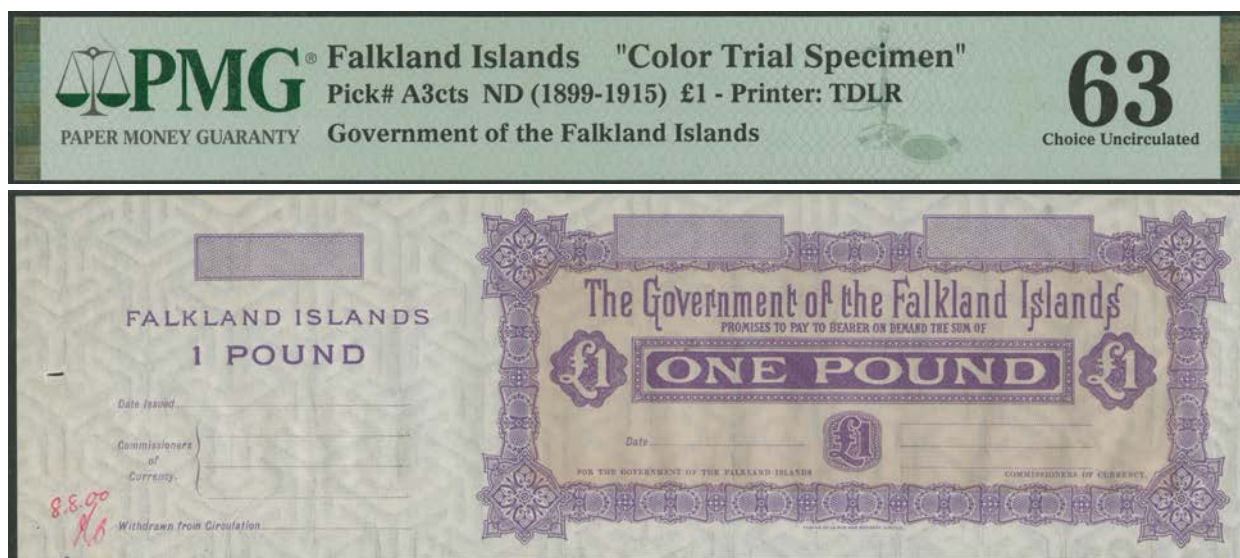 PMG®
PAPER MONEY GUARANTY
Falkland Islands "Color Trial Specimen"
Pick# A3cts ND (1899-1915) £1 - Printer: TDLR
Government of the Falkland Islands
63
Choice Uncirculated
FALKLAND ISLANDS
1 POUND
Date Issued
Commissioners
of
Currency.
8.8.00
Withdrawn from Circulation
The Government of the Falkland Islands
PROMISES TO PAY TO BEARER ON DEMAND THE SUM OF
£1 ONE POUND £1
Date
£1
FOR THE GOVERNMENT OF THE FALKLAND ISLANDS
COMMISSIONERS OF CURRENCY.